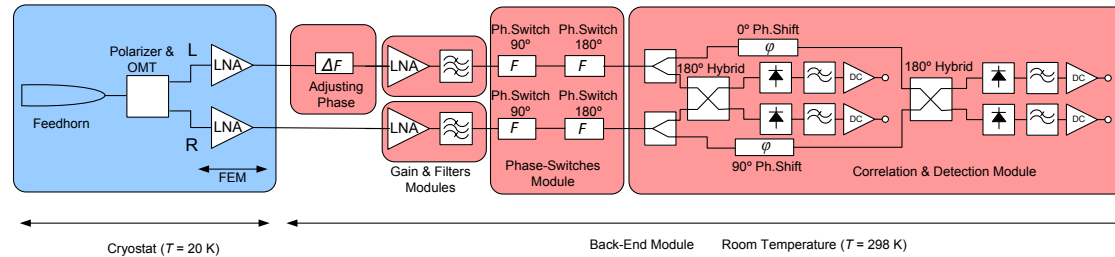 Polarizer &
OMT
L
LNA
Feedhorn
R
LNA
FEM
ΔF
Adjusting
Phase
LNA
LNA
Gain & Filters
Modules
Ph.Switch
90º
Ph.Switch
180º
F
F
Ph.Switch
90º
Ph.Switch
180º
F
F
Phase-Switches
Module
0º Ph.Shift
φ
180º Hybrid
DC
DC
φ
90º Ph.Shift
180º Hybrid
DC
DC
Correlation & Detection Module
Cryostat (T = 20 K)
Back-End Module Room Temperature (T = 298 K)